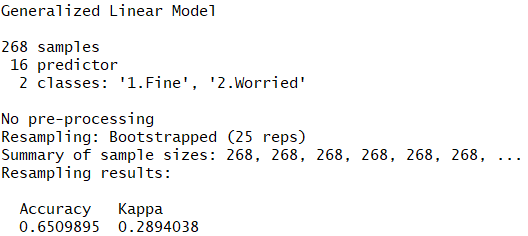 Generalized Linear Model

268 samples
 16 predictor
  2 classes: '1.Fine', '2.Worried'

No pre-processing
Resampling: Bootstrapped (25 reps)
Summary of sample sizes: 268, 268, 268, 268, 268, 268, ...
Resampling results:

  Accuracy   Kappa
  0.6509895  0.2894038